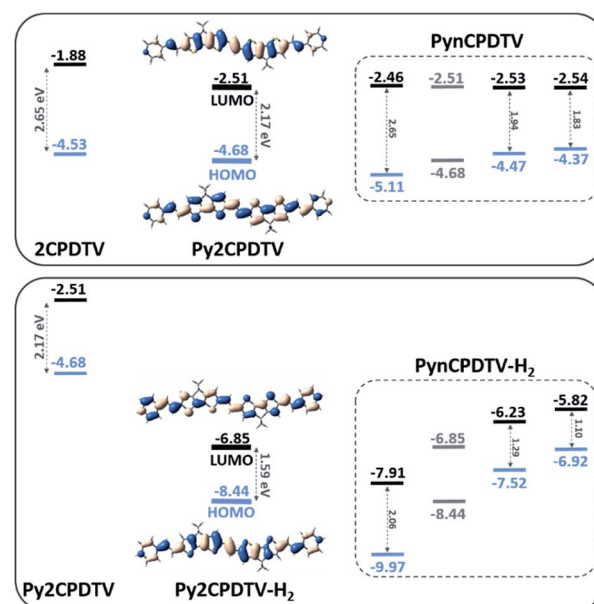 PynCPDTV
-1.88
2.65 eV
-4.53
2CPDTV
-2.51
LUMO
2.17 eV
-4.68
HOMO
Py2CPDTV
-2.46
-2.51
-2.53
-2.54
2.65
1.94
1.83
-5.11
-4.68
-4.47
-4.37
-2.51
2.17 eV
-4.68
Py2CPDTV
-6.85
LUMO
1.59 eV
-8.44
HOMO
Py2CPDTV-H₂
PynCPDTV-H₂
-7.91
-6.85
-6.23
-5.82
2.06
1.29
1.10
-9.97
-8.44
-7.52
-6.92